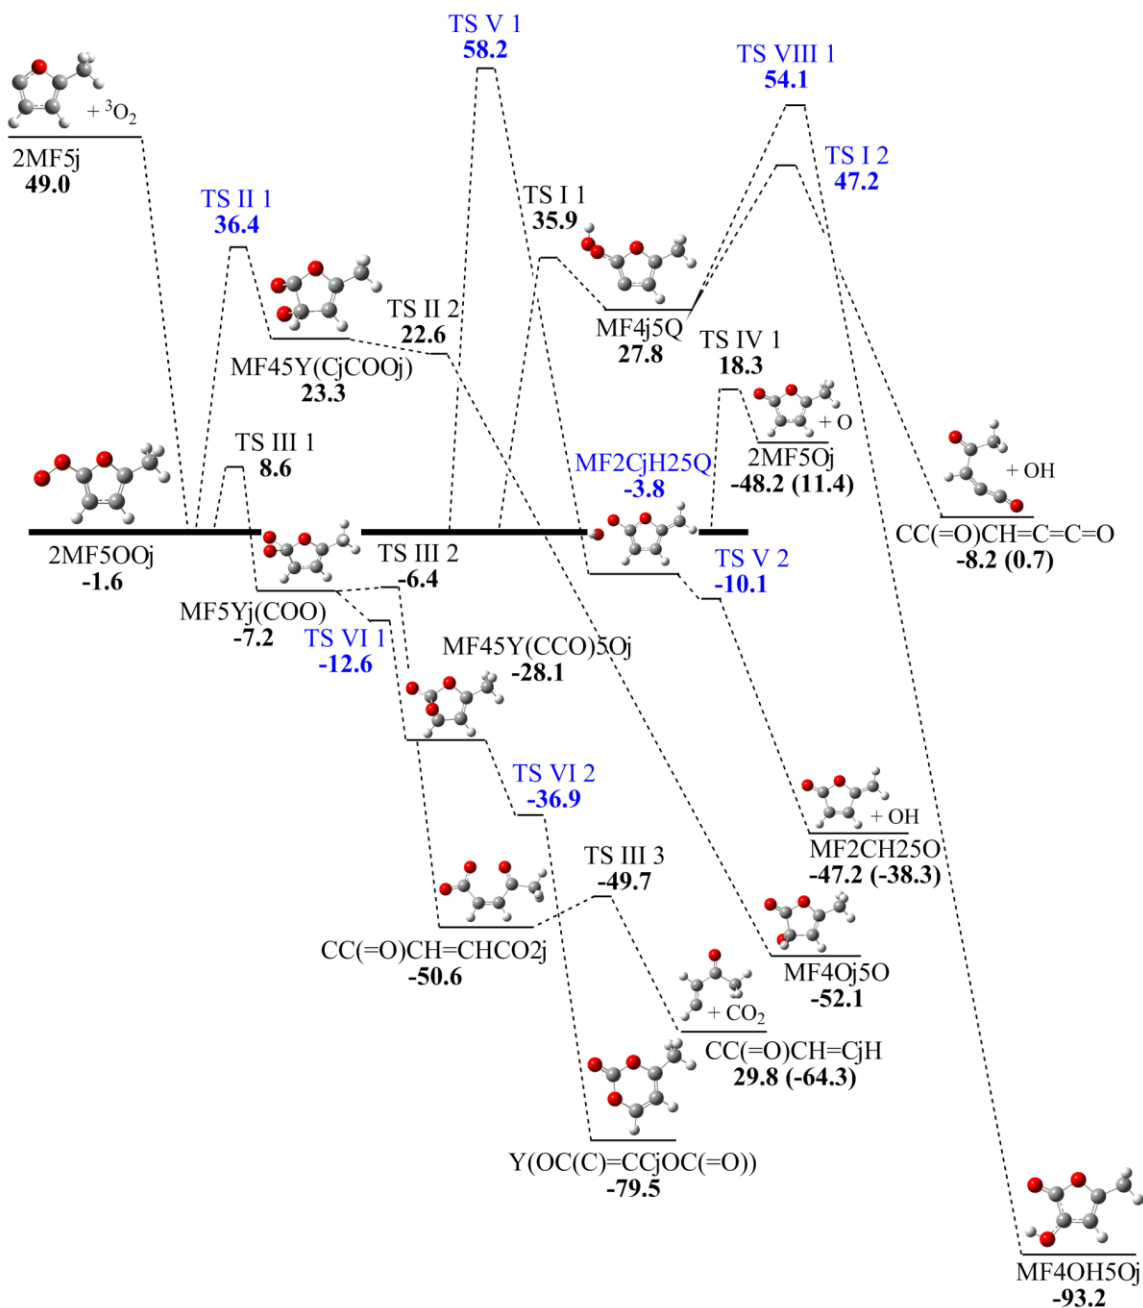 TS V 1
58.2
TS VIII 1
54.1
+ ³O₂
2MF5j
49.0
TS I 2
47.2
TS II 1
36.4
TS I 1
35.9
MF4j5Q
27.8
TS II 2
22.6
MF45Y(CjCOOj)
23.3
TS IV 1
18.3
+ O
2MF5Oj
-48.2 (11.4)
TS III 1
8.6
MF2CjH25Q
-3.8
+ OH
CC(=O)CH=C=C=O
-8.2 (0.7)
2MF5OOj
-1.6
TS III 2
-6.4
TS V 2
-10.1
MF5Yj(COO)
-7.2
TS VI 1
-12.6
MF45Y(CCO)5Oj
-28.1
TS VI 2
-36.9
+ OH
MF2CH25O
-47.2 (-38.3)
TS III 3
-49.7
CC(=O)CH=CHCO2j
-50.6
MF4Oj5O
-52.1
+ CO₂
CC(=O)CH=CjH
29.8 (-64.3)
Y(OC(C)=CCjOC(=O))
-79.5
MF4OH5Oj
-93.2